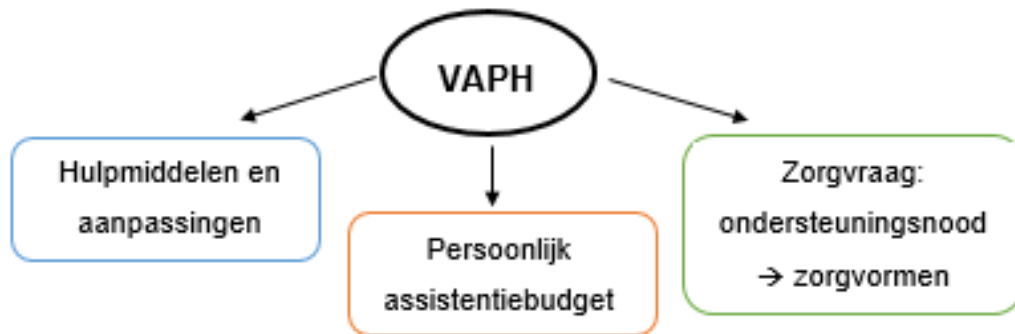 VAPH
Hulpmiddelen en
aanpassingen
Persoonlijk
assistentiebudget
Zorgvraag:
ondersteuningsnood
→ zorgvormen